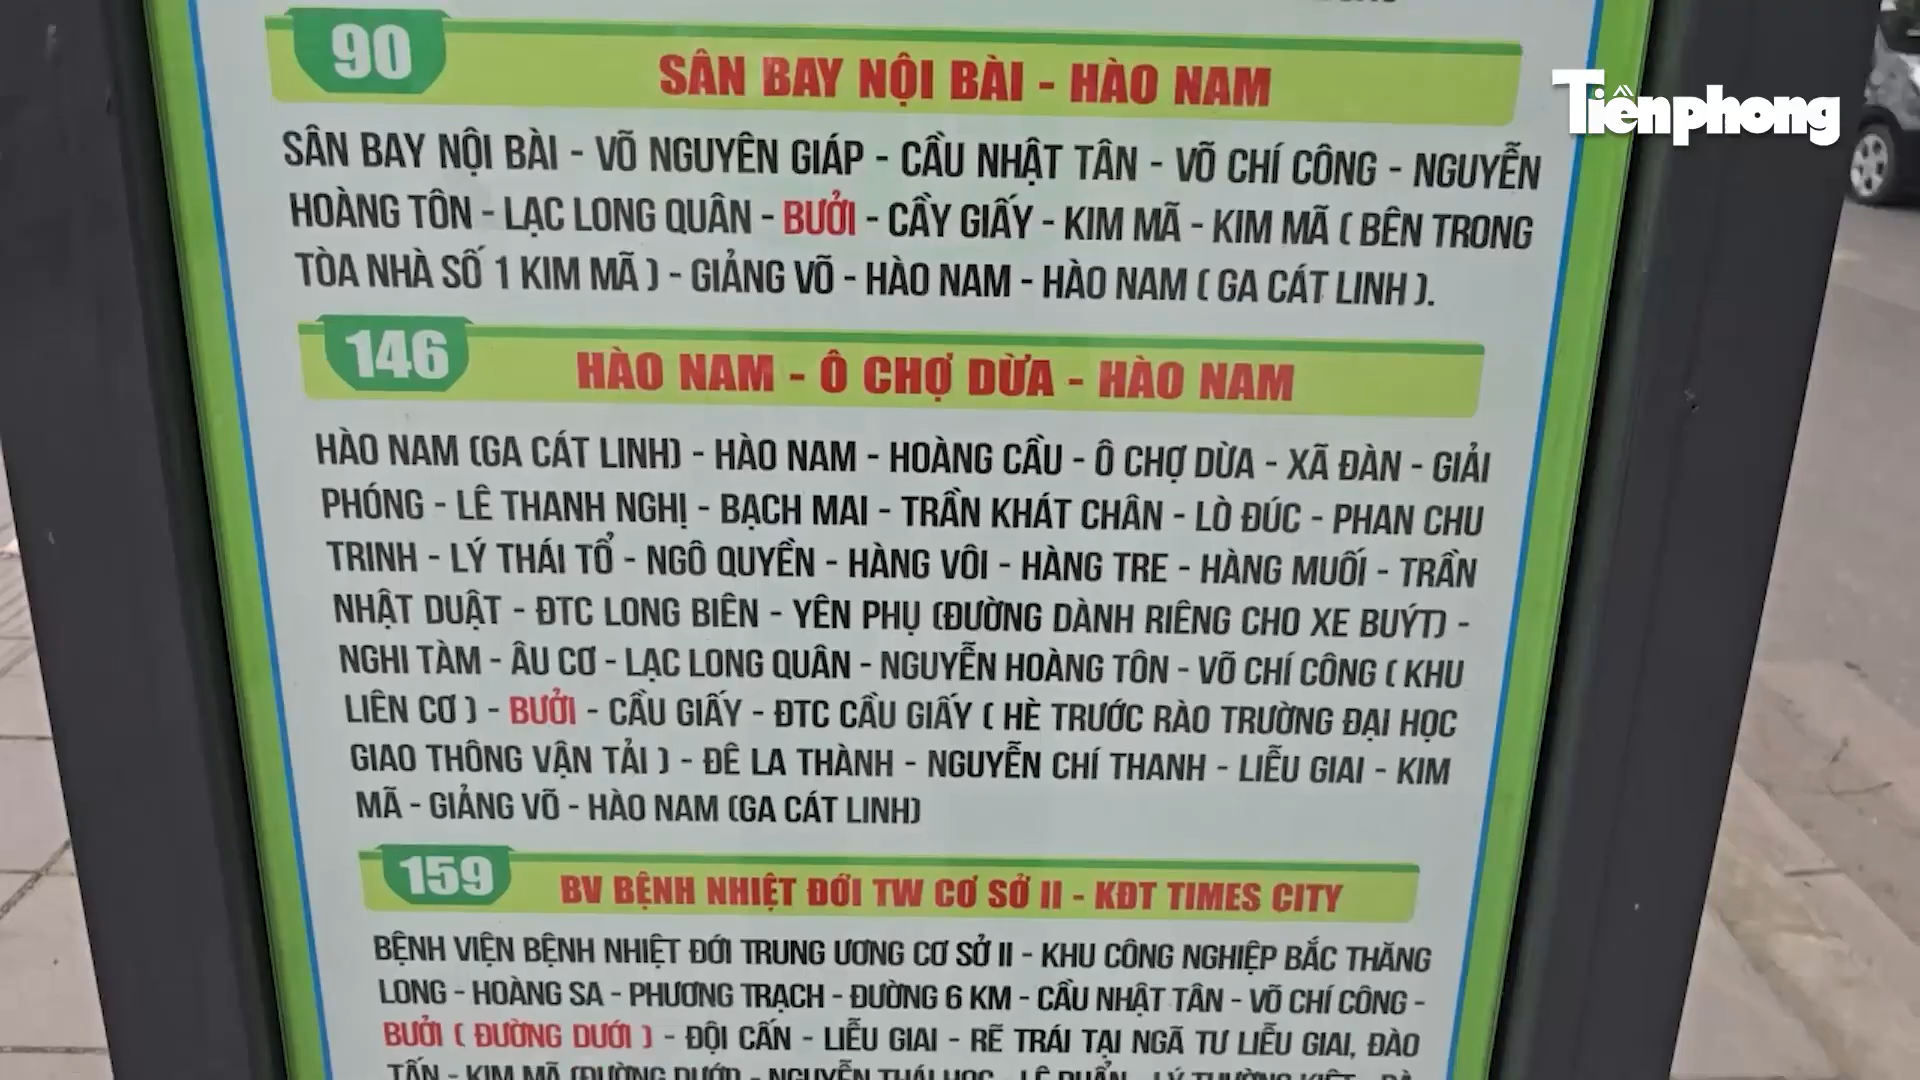 90
SÂN BAY NỘI BÀI - HÀO NAM
Tiềnphong
SÂN BAY NỘI BÀI - VÕ NGUYÊN GIÁP - CẦU NHẬT TÂN - VÕ CHÍ CÔNG - NGUYỄN
HOÀNG TÔN - LẠC LONG QUÂN - BƯỞI - CẦY GIẤY - KIM MÃ - KIM MÃ ( BÊN TRONG
TÒA NHÀ SỐ 1 KIM MÃ ) - GIẢNG VÕ - HÀO NAM - HÀO NAM ( GA CÁT LINH ).
146
HÀO NAM - Ô CHỢ DỪA - HÀO NAM
HÀO NAM (GA CÁT LINH) - HÀO NAM - HOÀNG CẦU - Ô CHỢ DỪA - XÃ ĐÀN - GIẢI
PHÓNG - LÊ THANH NGHỊ - BẠCH MAI - TRẦN KHÁT CHÂN - LÒ ĐÚC - PHAN CHU
TRINH - LÝ THÁI TỔ - NGÔ QUYỀN - HÀNG VÔI - HÀNG TRE - HÀNG MUỐI - TRẦN
NHẬT DUẬT - ĐTC LONG BIÊN - YÊN PHỤ (ĐƯỜNG DÀNH RIÊNG CHO XE BUÝT) -
NGHI TÀM - ÂU CƠ - LẠC LONG QUÂN - NGUYỄN HOÀNG TÔN - VÕ CHÍ CÔNG ( KHU
LIÊN CƠ ) - BƯỞI - CẦU GIẤY - ĐTC CẦU GIẤY ( HÈ TRƯỚC RÀO TRƯỜNG ĐẠI HỌC
GIAO THÔNG VẬN TẢI ) - ĐÊ LA THÀNH - NGUYỄN CHÍ THANH - LIỄU GIAI - KIM
MÃ - GIẢNG VÕ - HÀO NAM (GA CÁT LINH)
159
BV BỆNH NHIỆT ĐỚI TW CƠ SỞ II - KĐT TIMES CITY
BỆNH VIỆN BỆNH NHIỆT ĐỚI TRUNG ƯƠNG CƠ SỞ II - KHU CÔNG NGHIỆP BẮC THĂNG
LONG - HOÀNG SA - PHƯƠNG TRẠCH - ĐƯỜNG 6 KM - CẦU NHẬT TÂN - VÕ CHÍ CÔNG -
BƯỞI ( ĐƯỜNG DƯỚI ) - ĐỘI CẤN - LIỄU GIAI - RẼ TRÁI TẠI NGÃ TƯ LIỄU GIAI, ĐÀO
TẤN - KIM MÃ (ĐƯỜNG DƯỚI) - NGUYỄN THÁI HỌC - LÊ DUẨN - LÝ THƯỜNG KIỆT -